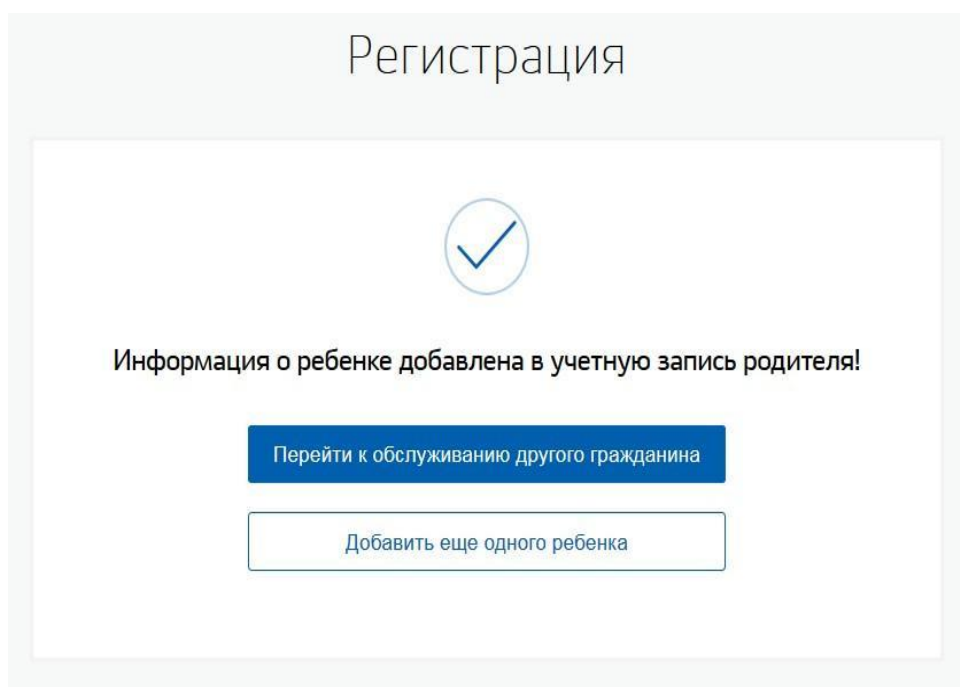 Регистрация
Информация о ребенке добавлена в учетную запись родителя!
Перейти к обслуживанию другого гражданина
Добавить еще одного ребенка